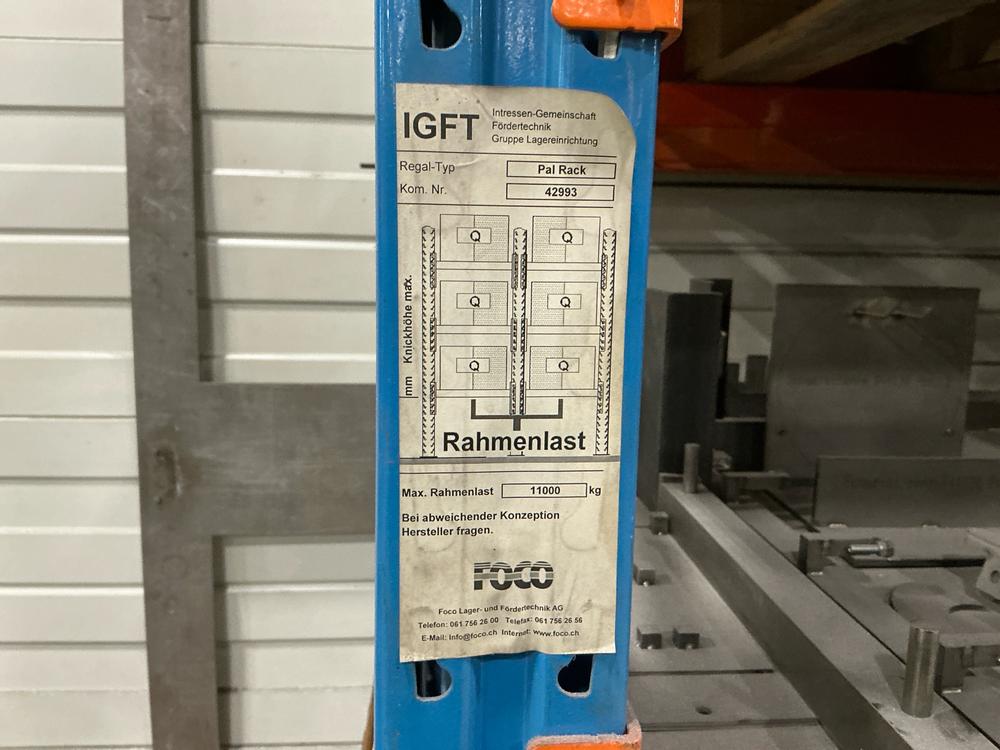 IGFT
Intressen-Gemeinschaft
Fördertechnik
Gruppe Lagereinrichtung
Regal-Typ Pal Rack
Kom. Nr. 42993
Q Q
Q Q
Q Q
mm Knickhöhe max.
Rahmenlast
Max. Rahmenlast 11000 kg
Bei abweichender Konzeption
Hersteller fragen.
FOCO
Foco Lager- und Fördertechnik AG
Telefon: 061 756 26 00 Telefax: 061 756 26 56
E-Mail: Info@foco.ch Internet: www.foco.ch